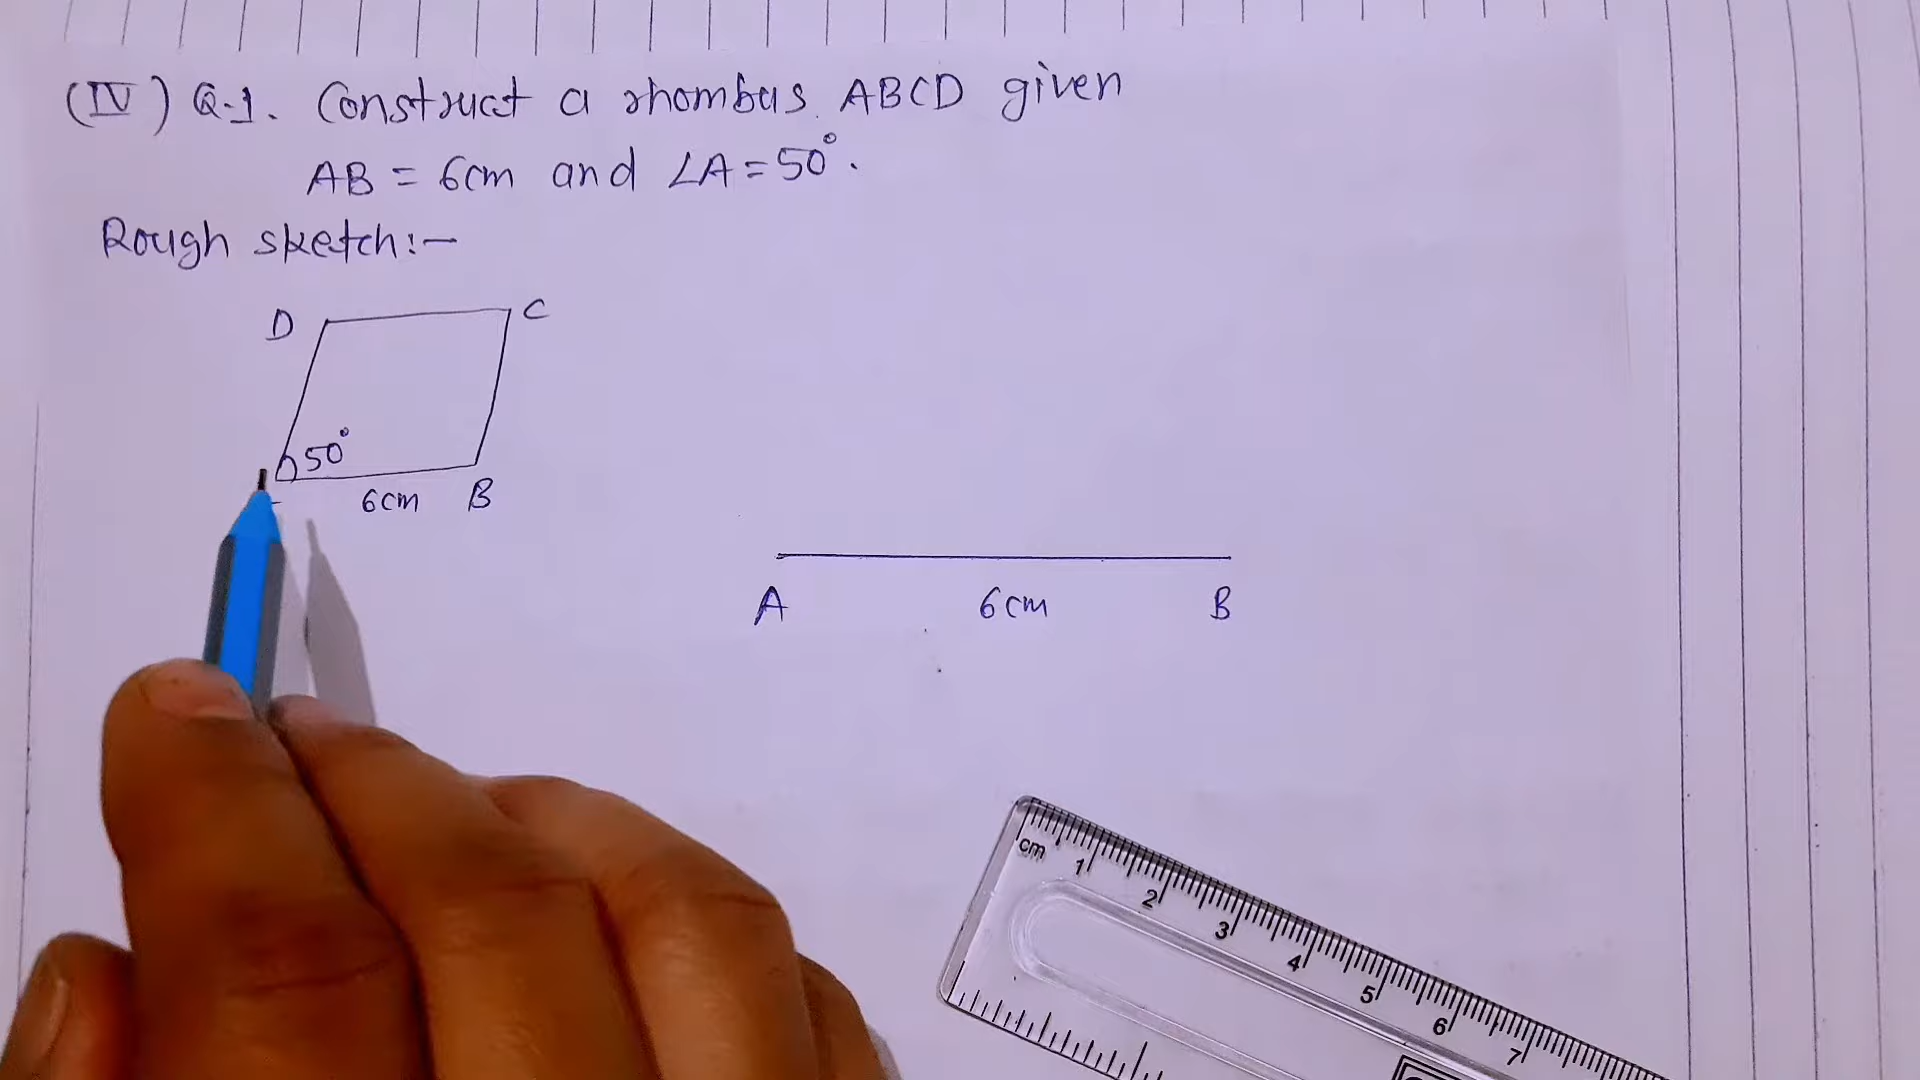 (IV) Q-1. Construct a rhombus ABCD given
AB = 6cm and ∠A = 50°.
Rough sketch:-
D
C
50°
6cm
B
A
6cm
B
cm
1
2
3
4
5
6
7